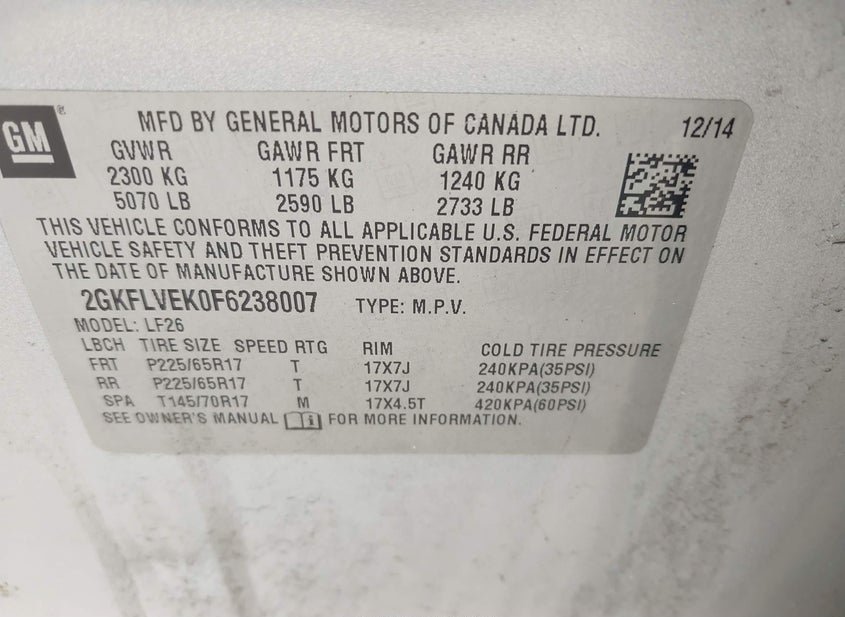 GM ®
MFD BY GENERAL MOTORS OF CANADA LTD. 12/14
GVWR GAWR FRT GAWR RR
2300 KG 1175 KG 1240 KG
5070 LB 2590 LB 2733 LB
THIS VEHICLE CONFORMS TO ALL APPLICABLE U.S. FEDERAL MOTOR
VEHICLE SAFETY AND THEFT PREVENTION STANDARDS IN EFFECT ON
THE DATE OF MANUFACTURE SHOWN ABOVE.
2GKFLVEK0F6238007 TYPE: M.P.V.
MODEL: LF26
LBCH TIRE SIZE SPEED RTG RIM COLD TIRE PRESSURE
FRT P225/65R17 T 17X7J 240KPA(35PSI)
RR P225/65R17 T 17X7J 240KPA(35PSI)
SPA T145/70R17 M 17X4.5T 420KPA(60PSI)
SEE OWNER'S MANUAL i FOR MORE INFORMATION.